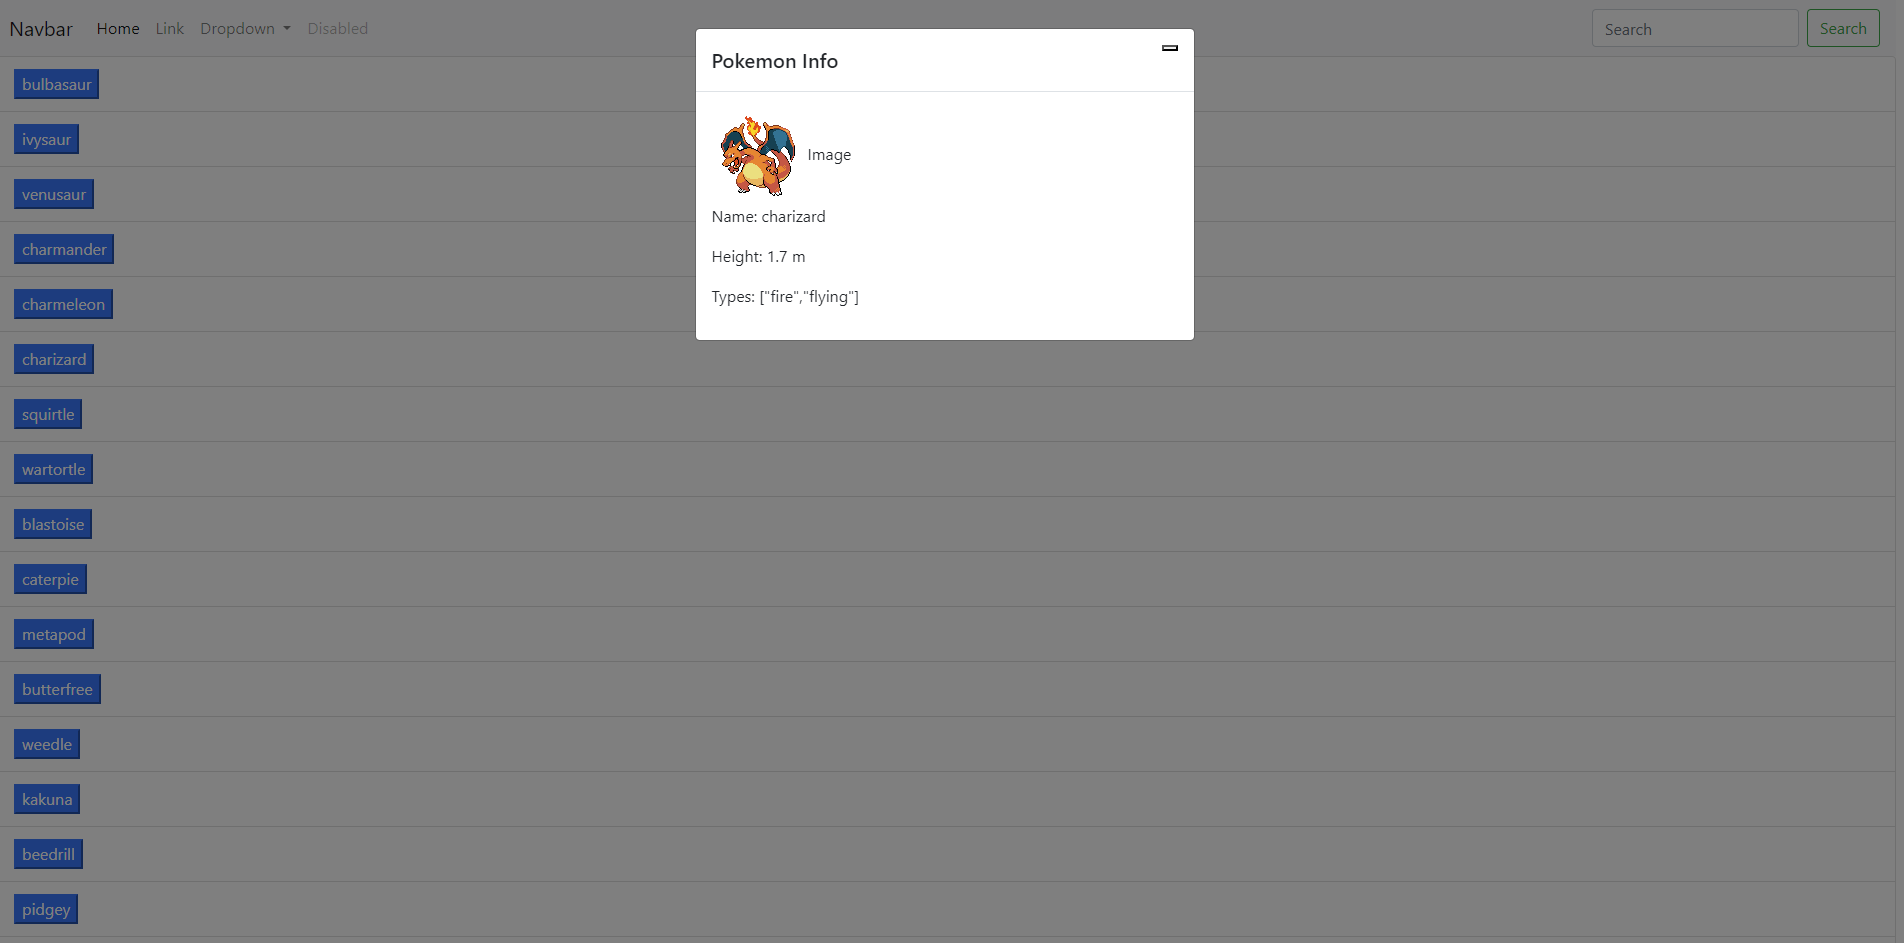 Navbar Home Link Dropdown Disabled Search Search
Pokemon Info
Image
Name: charizard
Height: 1.7 m
Types: ["fire","flying"]
bulbasaur
ivysaur
venusaur
charmander
charmeleon
charizard
squirtle
wartortle
blastoise
caterpie
metapod
butterfree
weedle
kakuna
beedrill
pidgey